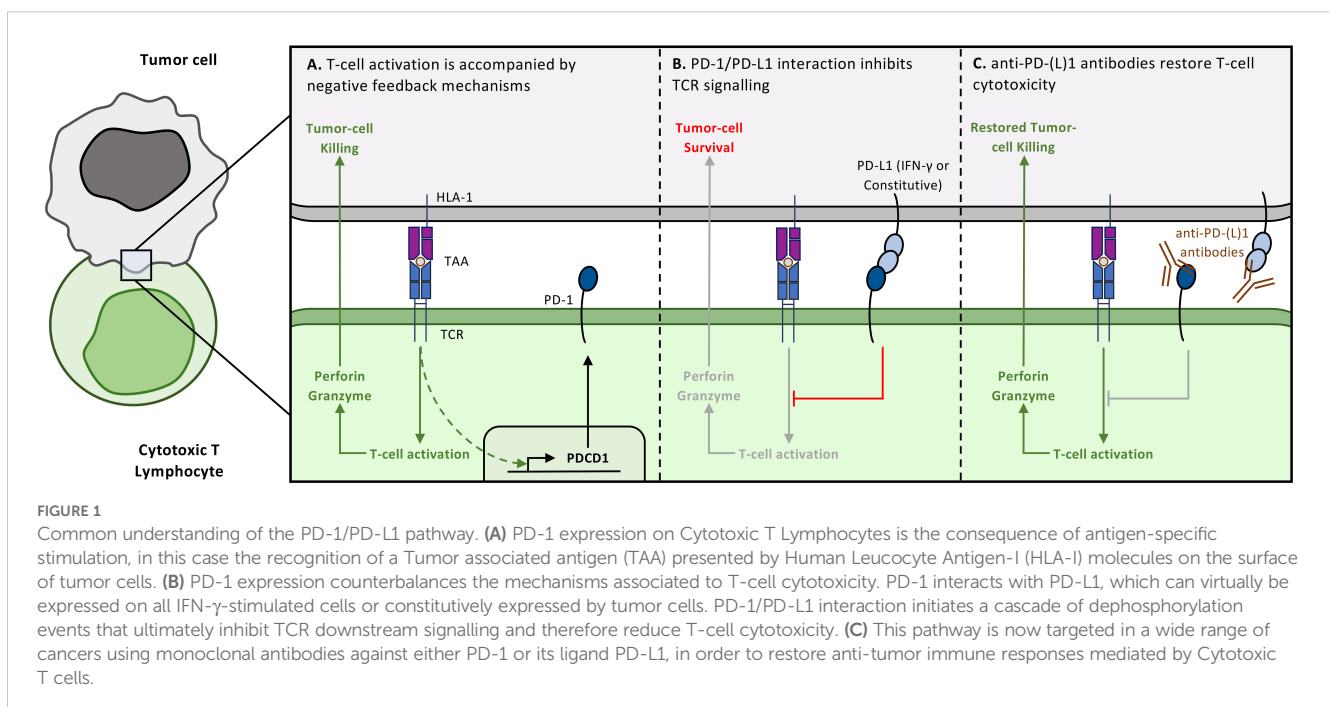 Tumor cell
Cytotoxic T
Lymphocyte
A. T-cell activation is accompanied by
negative feedback mechanisms
Tumor-cell
Killing
HLA-1
TAA
PD-1
TCR
Perforin
Granzyme
T-cell activation
PDCD1
B. PD-1/PD-L1 interaction inhibits
TCR signalling
Tumor-cell
Survival
PD-L1 (IFN-γ or
Constitutive)
Perforin
Granzyme
T-cell activation
C. anti-PD-(L)1 antibodies restore T-cell
cytotoxicity
Restored Tumor-
cell Killing
anti-PD-(L)1
antibodies
Perforin
Granzyme
T-cell activation
FIGURE 1
Common understanding of the PD-1/PD-L1 pathway. (A) PD-1 expression on Cytotoxic T Lymphocytes is the consequence of antigen-specific
stimulation, in this case the recognition of a Tumor associated antigen (TAA) presented by Human Leucocyte Antigen-I (HLA-I) molecules on the surface
of tumor cells. (B) PD-1 expression counterbalances the mechanisms associated to T-cell cytotoxicity. PD-1 interacts with PD-L1, which can virtually be
expressed on all IFN-γ-stimulated cells or constitutively expressed by tumor cells. PD-1/PD-L1 interaction initiates a cascade of dephosphorylation
events that ultimately inhibit TCR downstream signalling and therefore reduce T-cell cytotoxicity. (C) This pathway is now targeted in a wide range of
cancers using monoclonal antibodies against either PD-1 or its ligand PD-L1, in order to restore anti-tumor immune responses mediated by Cytotoxic
T cells.